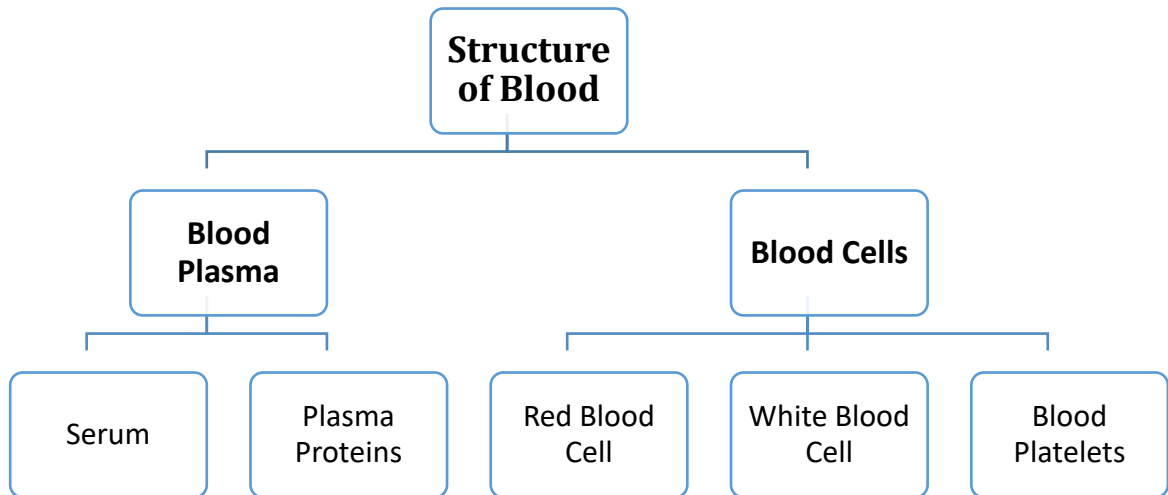 Structure
of Blood
Blood
Plasma
Blood Cells
Serum
Plasma
Proteins
Red Blood
Cell
White Blood
Cell
Blood
Platelets